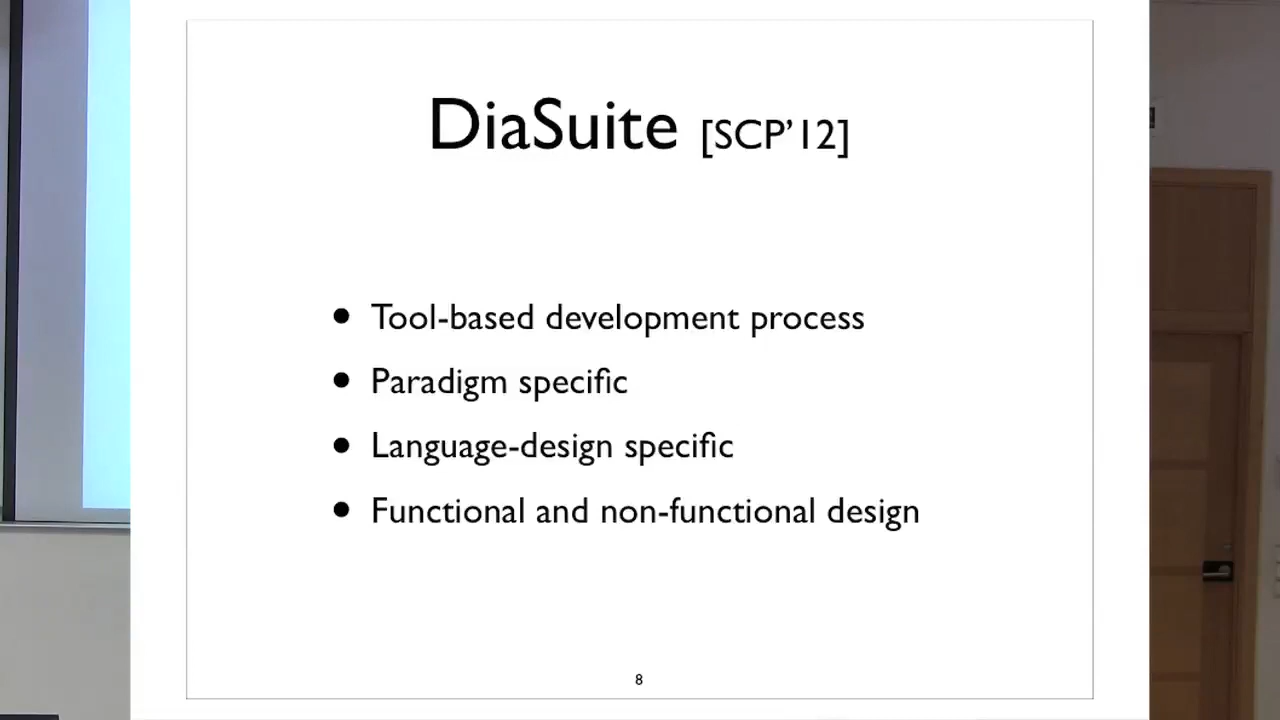 DiaSuite [SCP’12]
• Tool-based development process
• Paradigm specific
• Language-design specific
• Functional and non-functional design
8